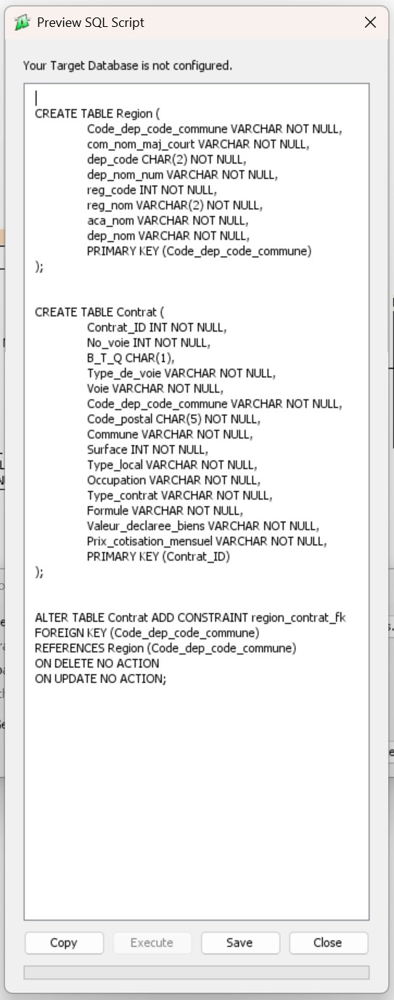 Preview SQL Script
Your Target Database is not configured.
CREATE TABLE Region (
Code_dep_code_commune VARCHAR NOT NULL,
com_nom_maj_court VARCHAR NOT NULL,
dep_code CHAR(2) NOT NULL,
dep_nom_num VARCHAR NOT NULL,
reg_code INT NOT NULL,
reg_nom VARCHAR(2) NOT NULL,
aca_nom VARCHAR NOT NULL,
dep_nom VARCHAR NOT NULL,
PRIMARY KEY (Code_dep_code_commune)
);
CREATE TABLE Contrat (
Contrat_ID INT NOT NULL,
No_voie INT NOT NULL,
B_T_Q CHAR(1),
Type_de_voie VARCHAR NOT NULL,
Voie VARCHAR NOT NULL,
Code_dep_code_commune VARCHAR NOT NULL,
Code_postal CHAR(5) NOT NULL,
Commune VARCHAR NOT NULL,
Surface INT NOT NULL,
Type_local VARCHAR NOT NULL,
Occupation VARCHAR NOT NULL,
Type_contrat VARCHAR NOT NULL,
Formule VARCHAR NOT NULL,
Valeur_declaree_biens VARCHAR NOT NULL,
Prix_cotisation_mensuel VARCHAR NOT NULL,
PRIMARY KEY (Contrat_ID)
);
ALTER TABLE Contrat ADD CONSTRAINT region_contrat_fk
FOREIGN KEY (Code_dep_code_commune)
REFERENCES Region (Code_dep_code_commune)
ON DELETE NO ACTION
ON UPDATE NO ACTION;
Copy Execute Save Close